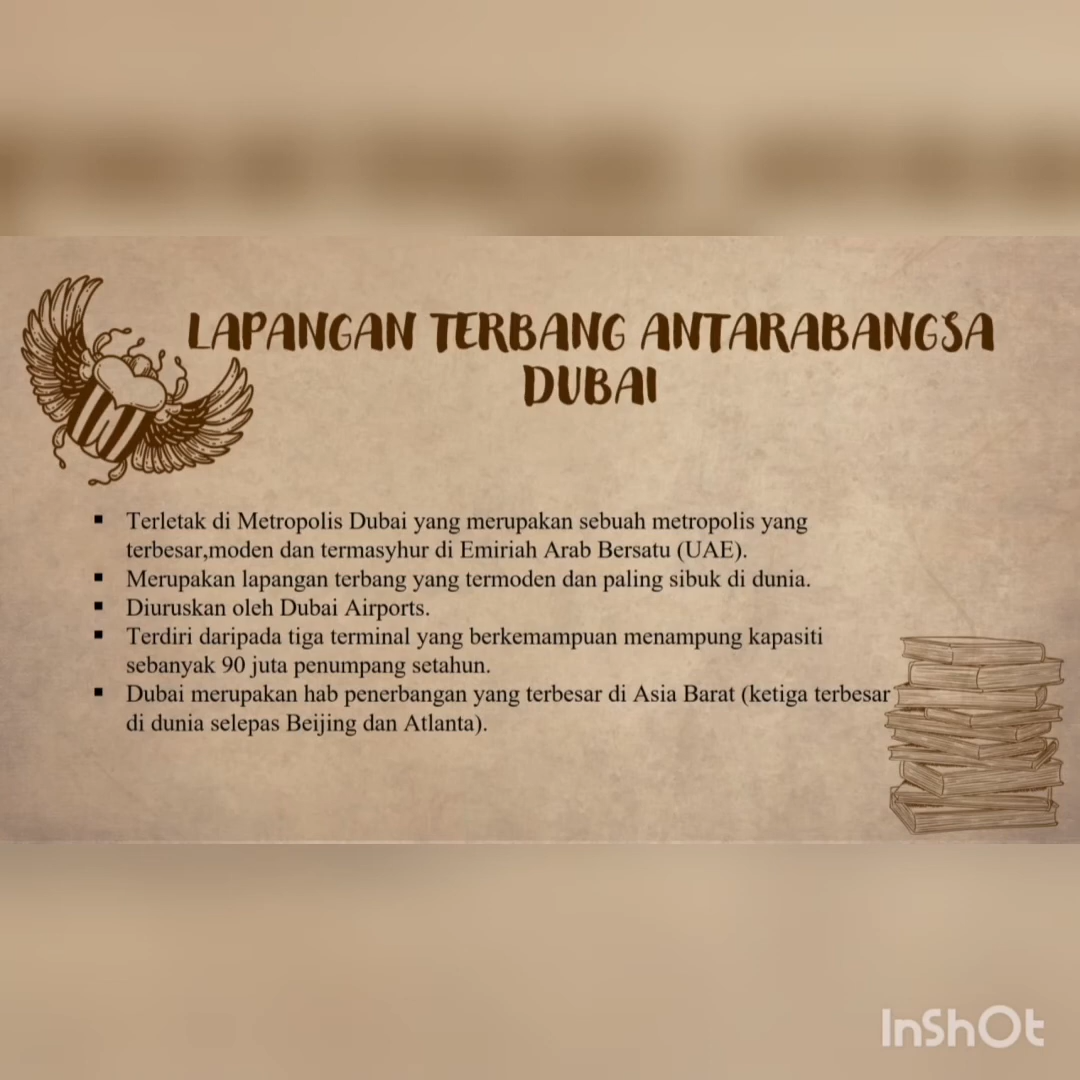 LAPANGAN TERBANG ANTARABANGSA
DUBAI
▪ Terletak di Metropolis Dubai yang merupakan sebuah metropolis yang
terbesar,moden dan termasyhur di Emiriah Arab Bersatu (UAE).
▪ Merupakan lapangan terbang yang termoden dan paling sibuk di dunia.
▪ Diuruskan oleh Dubai Airports.
▪ Terdiri daripada tiga terminal yang berkemampuan menampung kapasiti
sebanyak 90 juta penumpang setahun.
▪ Dubai merupakan hab penerbangan yang terbesar di Asia Barat (ketiga terbesar
di dunia selepas Beijing dan Atlanta).
InShOt